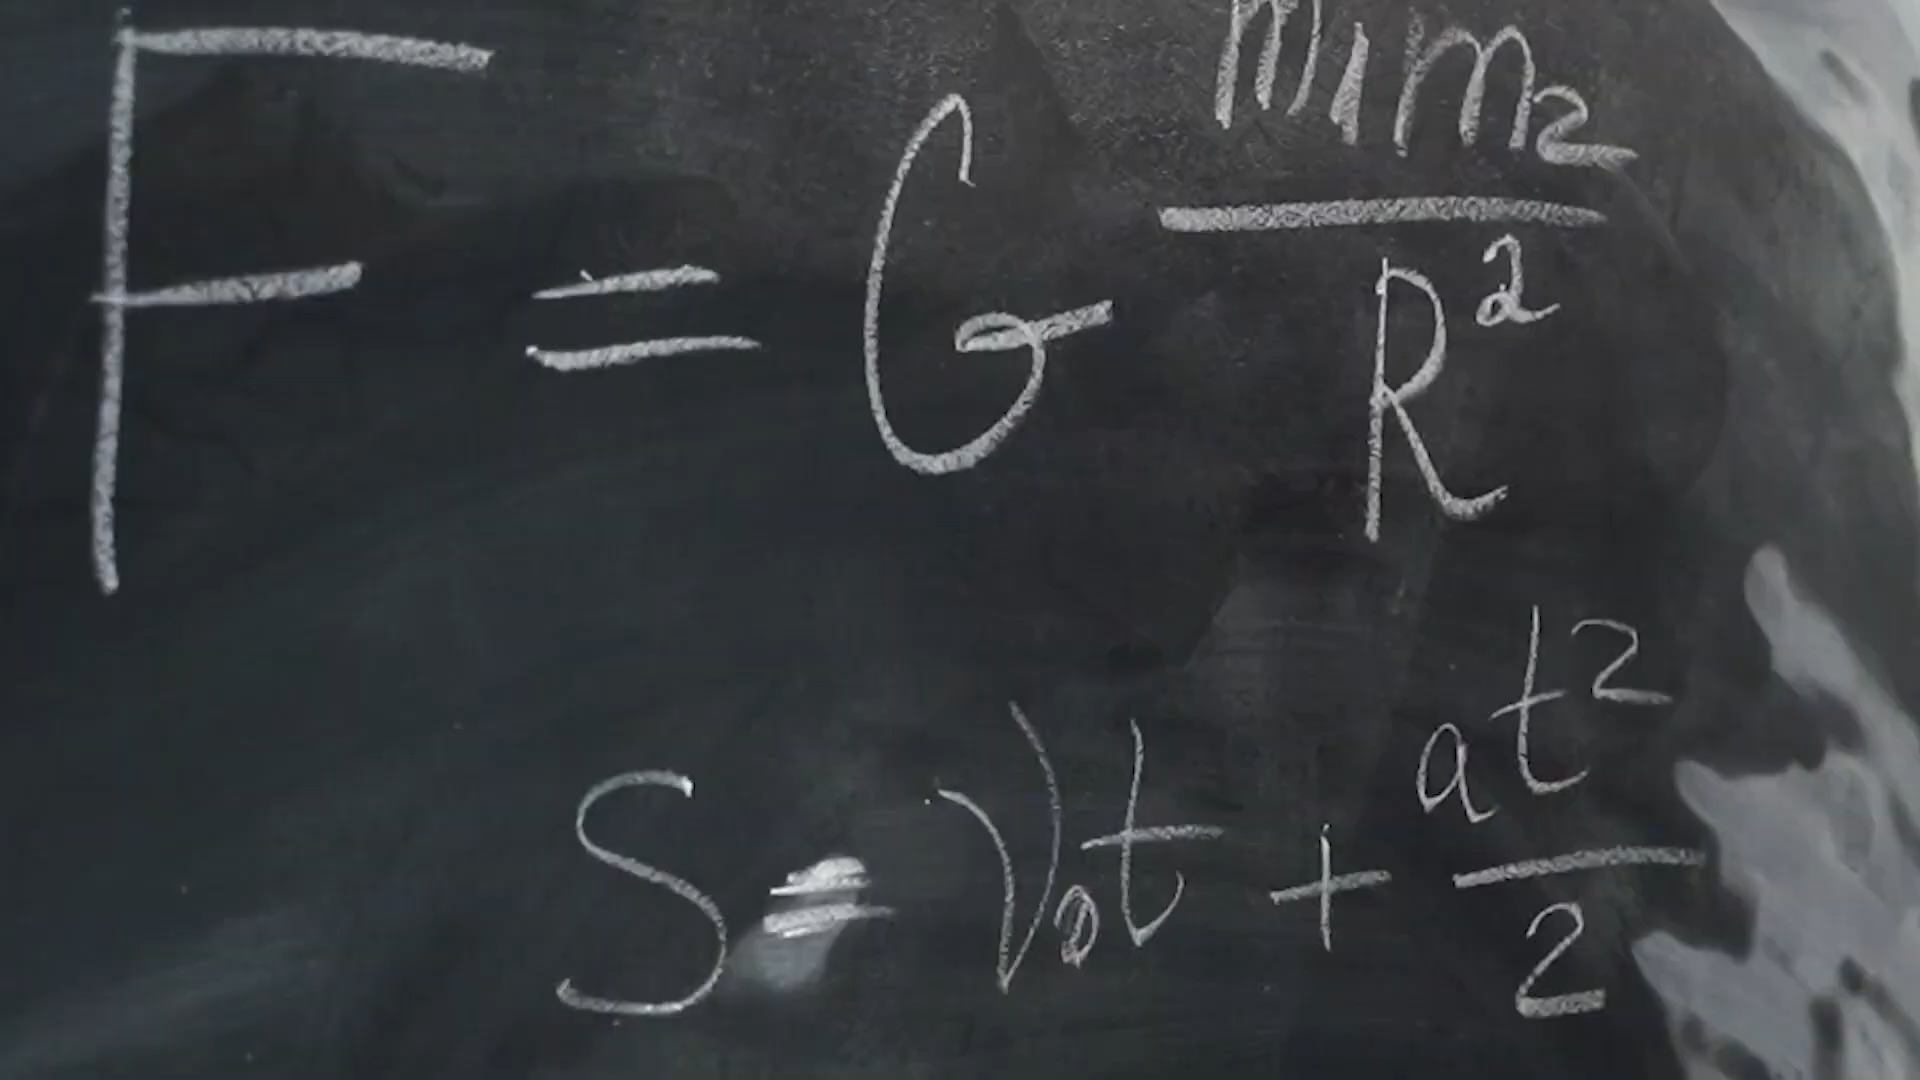 F = G m₁m₂/R²
S = V₀t + at²/2